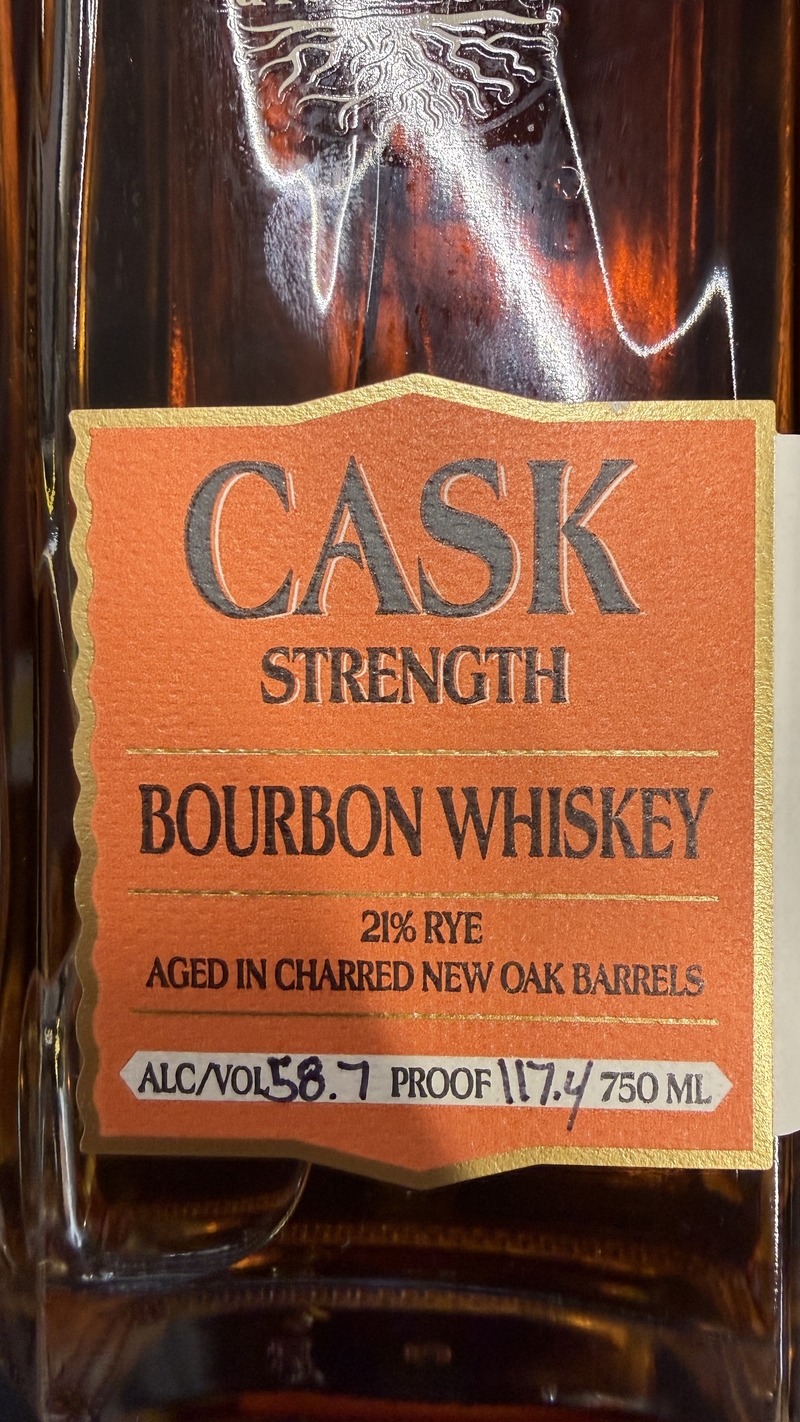 CASK
STRENGTH
BOURBON WHISKEY
21% RYE
AGED IN CHARRED NEW OAK BARRELS
ALC/VOL 58.7 PROOF 117.4 750 ML